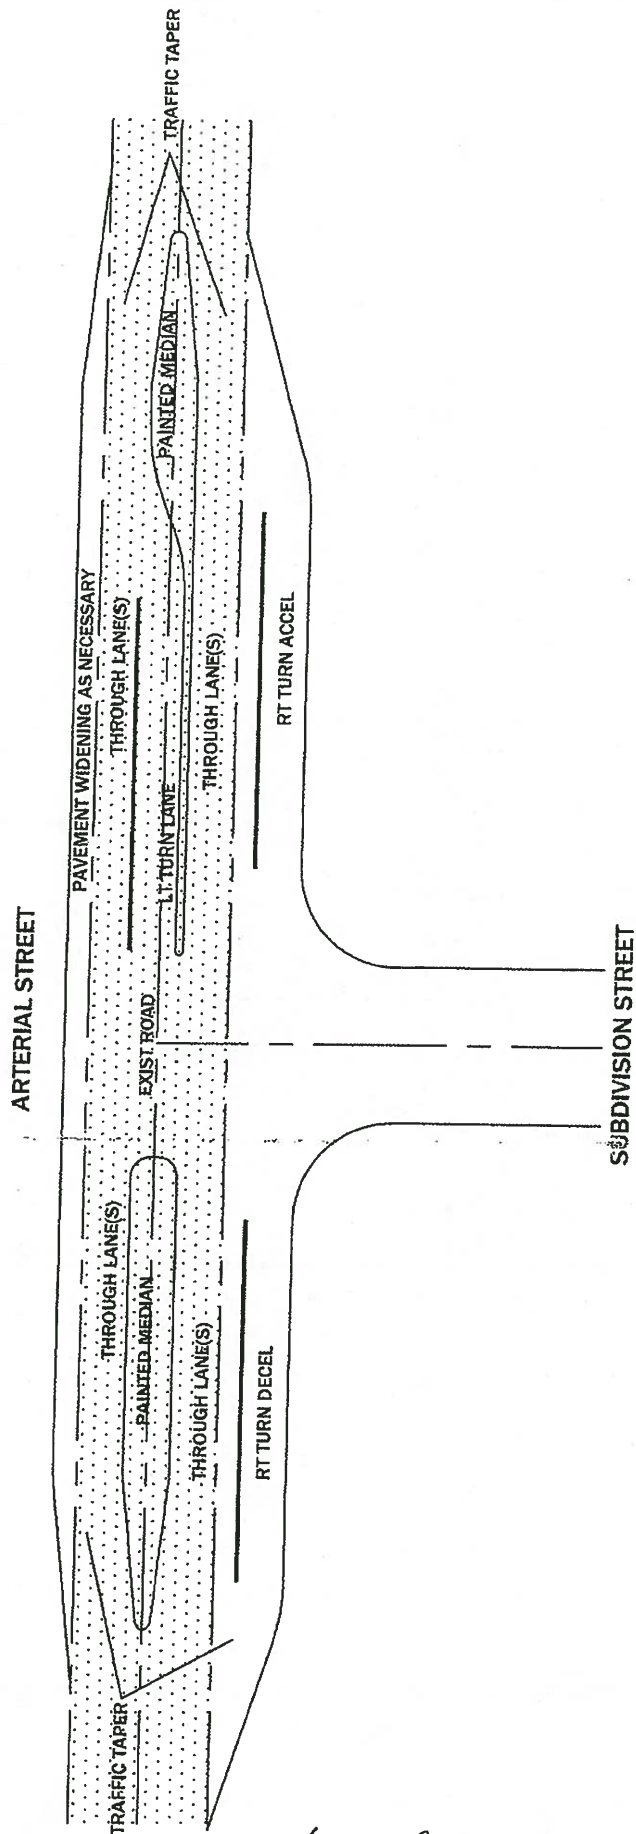 ARTERIAL STREET
PAVEMENT WIDENING AS NECESSARY
TRAFFIC TAPER
THROUGH LANE(S)
THROUGH LANE(S)
PAINTED MEDIAN
EXIST ROAD
LT TURN LANE
PAINTED MEDIAN
TRAFFIC TAPER
THROUGH LANE(S)
THROUGH LANE(S)
RT TURN DECEL
RT TURN ACCEL
SUBDIVISION STREET